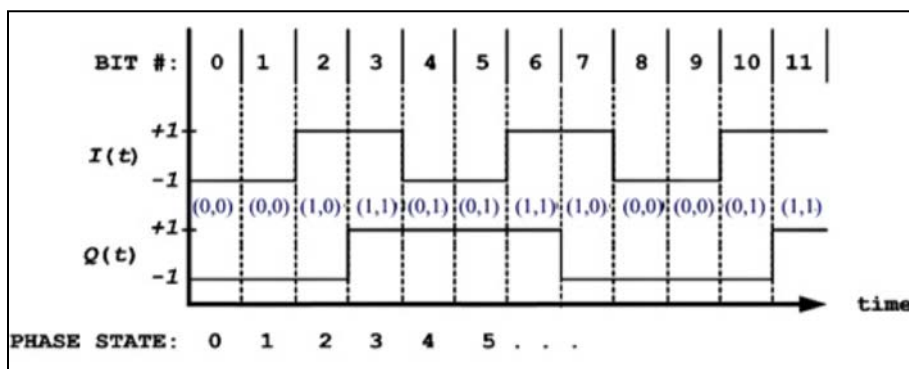 BIT #: 0 1 2 3 4 5 6 7 8 9 10 11
+1
I(t)
-1
(0,0) (0,0) (1,0) (1,1) (0,1) (0,1) (1,1) (1,0) (0,0) (0,0) (0,1) (1,1)
+1
Q(t)
-1
time
PHASE STATE: 0 1 2 3 4 5 . . .